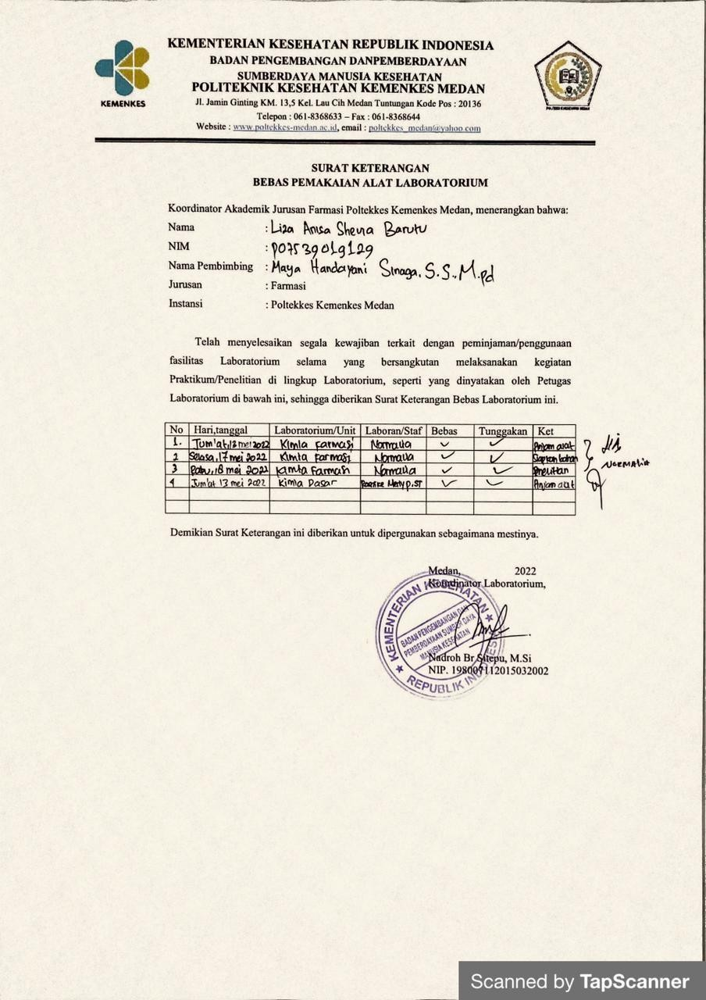 KEMENTERIAN KESEHATAN REPUBLIK INDONESIA
BADAN PENGEMBANGAN DANPEMBERDAYAAN
SUMBERDAYA MANUSIA KESEHATAN
POLITEKNIK KESEHATAN KEMENKES MEDAN
Jl. Jamin Ginting KM. 13,5 Kel. Lau Cih Medan Tuntungan Kode Pos : 20136
Telepon : 061-8368633 – Fax : 061-8368644
Website : www.poltekkes-medan.ac.id, email : poltekkes_medan@yahoo.com
KEMENKES
SURAT KETERANGAN
BEBAS PEMAKAIAN ALAT LABORATORIUM
Koordinator Akademik Jurusan Farmasi Poltekkes Kemenkes Medan, menerangkan bahwa:
Nama : Liza Anisa Barutu
NIM : P07539019129
Nama Pembimbing : Maya Handayani Sinaga, S.S., M.pd
Jurusan : Farmasi
Instansi : Poltekkes Kemenkes Medan
Telah menyelesaikan segala kewajiban terkait dengan peminjaman/penggunaan
fasilitas Laboratorium selama yang bersangkutan melaksanakan kegiatan
Praktikum/Penelitian di lingkup Laboratorium, seperti yang dinyatakan oleh Petugas
Laboratorium di bawah ini, sehingga diberikan Surat Keterangan Bebas Laboratorium ini.
No Hari,tanggal Laboratorium/Unit Laboran/Staf Bebas Tunggakan Ket
1. Jum'at, 13 mei 2022 Kimia Farmasi Normalia ✓ ✓ alat
2 Selasa, 17 mei 2022 Kimia Farmasi Normalia ✓ ✓ Siapkan bahan
3 Rabu, 18 mei 2022 Kimia Farmasi Normalia ✓ ✓ Penelitian
4 Jum'at 13 mei 2022 Kimia Dasar ✓ ✓ alat
NORMALIA
Demikian Surat Keterangan ini diberikan untuk dipergunakan sebagaimana mestinya.
Medan, 2022
Koordinator Laboratorium,
KEMENTERIAN KESEHATAN
BADAN PENGEMBANGAN DAN
PEMBERDAYAAN SUMBER DAYA
MANUSIA KESEHATAN
REPUBLIK INDONESIA
Nadroh Br Sitepu, M.Si
NIP. 198007112015032002
Scanned by TapScanner